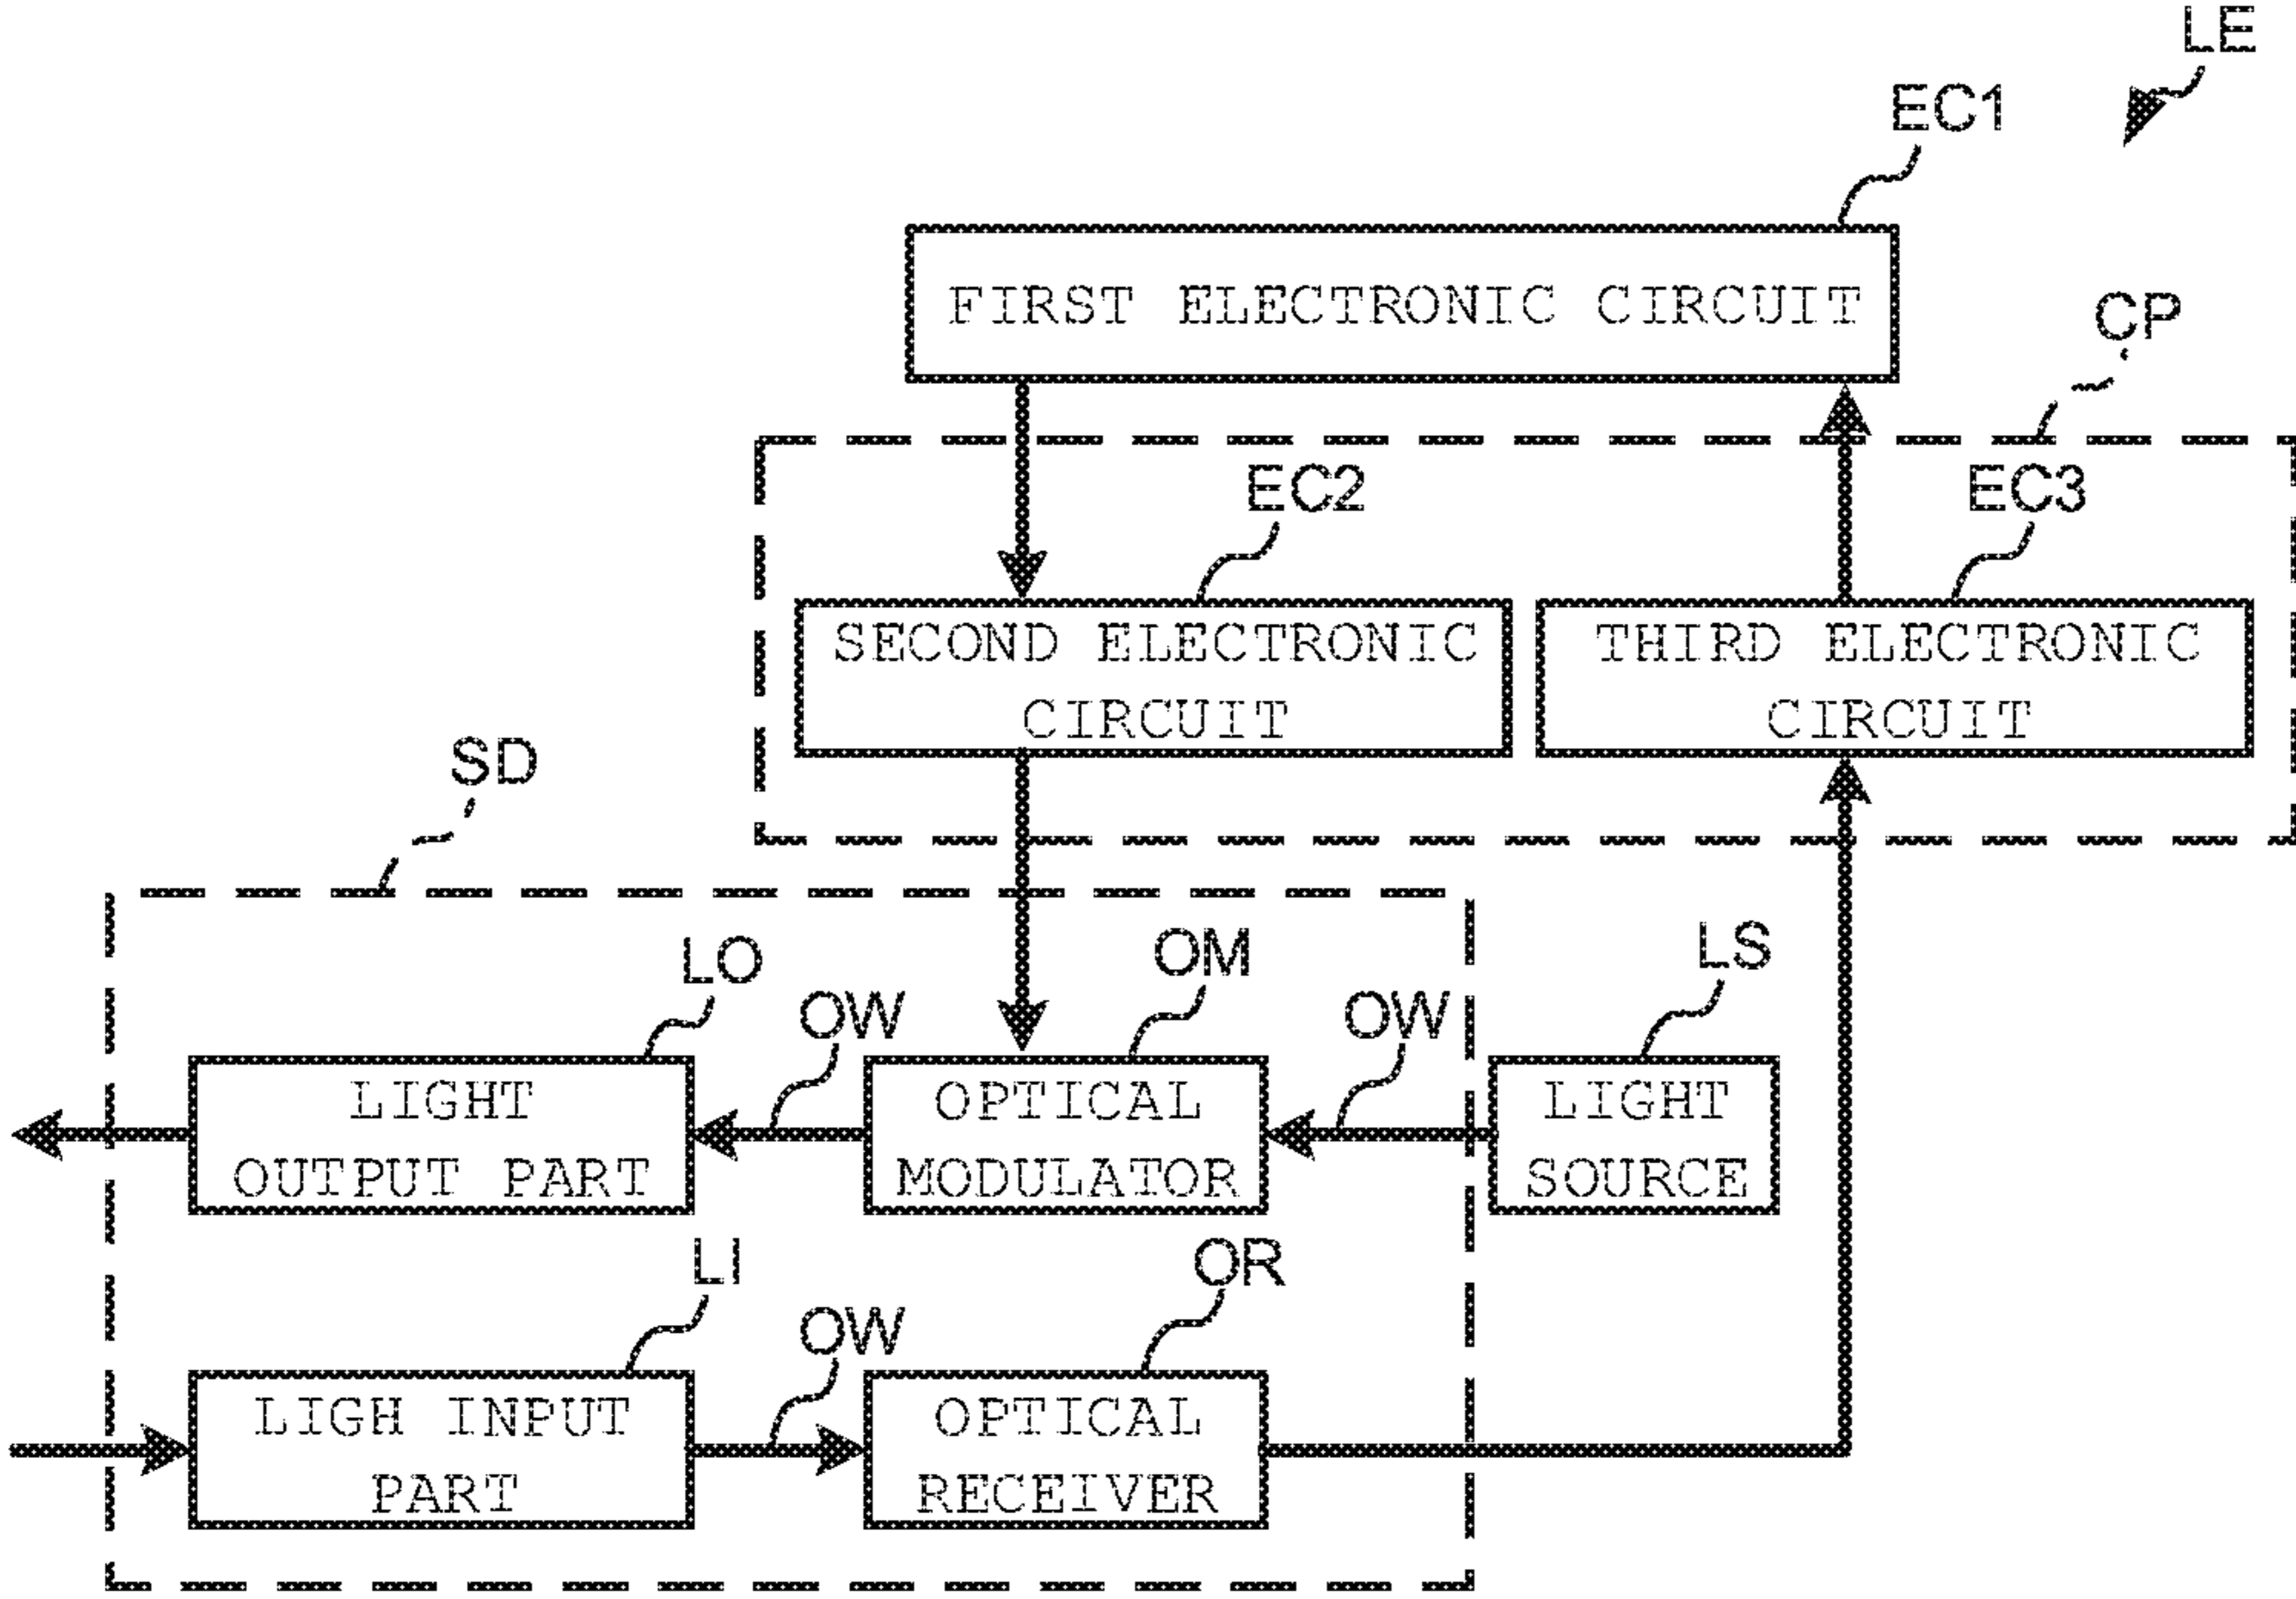 LE
EC1
FIRST ELECTRONIC CIRCUIT
CP
EC2
EC3
SECOND ELECTRONIC
CIRCUIT
THIRD ELECTRONIC
CIRCUIT
SD
LO
OW
OM
OW
LS
LIGHT
OUTPUT PART
OPTICAL
MODULATOR
LIGHT
SOURCE
LI
OW
OR
LIGH INPUT
PART
OPTICAL
RECEIVER